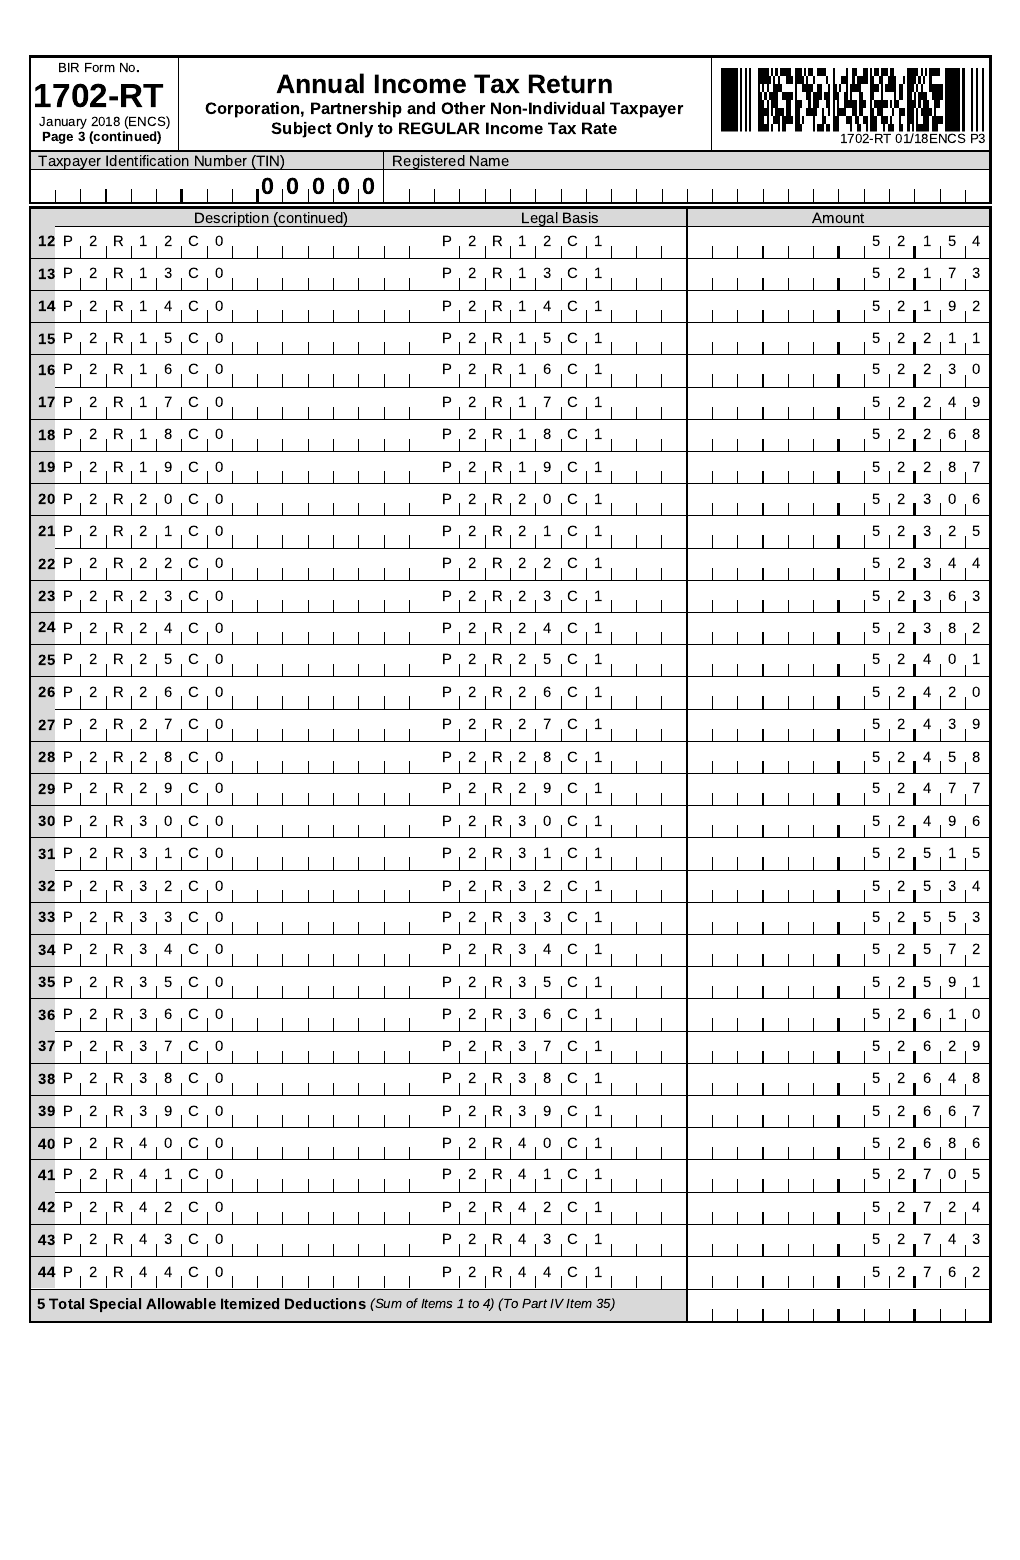 BIR Form No.
1702-RT
January 2018 (ENCS)
Page 3 (continued)
Annual Income Tax Return
Corporation, Partnership and Other Non-Individual Taxpayer
Subject Only to REGULAR Income Tax Rate
1702-RT 01/18ENCS P3
Taxpayer Identification Number (TIN) Registered Name
0 0 0 0 0
Description (continued) Legal Basis Amount
12 P 2 R 1 2 C 0 P 2 R 1 2 C 1 5 2 1 5 4
13 P 2 R 1 3 C 0 P 2 R 1 3 C 1 5 2 1 7 3
14 P 2 R 1 4 C 0 P 2 R 1 4 C 1 5 2 1 9 2
15 P 2 R 1 5 C 0 P 2 R 1 5 C 1 5 2 2 1 1
16 P 2 R 1 6 C 0 P 2 R 1 6 C 1 5 2 2 3 0
17 P 2 R 1 7 C 0 P 2 R 1 7 C 1 5 2 2 4 9
18 P 2 R 1 8 C 0 P 2 R 1 8 C 1 5 2 2 6 8
19 P 2 R 1 9 C 0 P 2 R 1 9 C 1 5 2 2 8 7
20 P 2 R 2 0 C 0 P 2 R 2 0 C 1 5 2 3 0 6
21 P 2 R 2 1 C 0 P 2 R 2 1 C 1 5 2 3 2 5
22 P 2 R 2 2 C 0 P 2 R 2 2 C 1 5 2 3 4 4
23 P 2 R 2 3 C 0 P 2 R 2 3 C 1 5 2 3 6 3
24 P 2 R 2 4 C 0 P 2 R 2 4 C 1 5 2 3 8 2
25 P 2 R 2 5 C 0 P 2 R 2 5 C 1 5 2 4 0 1
26 P 2 R 2 6 C 0 P 2 R 2 6 C 1 5 2 4 2 0
27 P 2 R 2 7 C 0 P 2 R 2 7 C 1 5 2 4 3 9
28 P 2 R 2 8 C 0 P 2 R 2 8 C 1 5 2 4 5 8
29 P 2 R 2 9 C 0 P 2 R 2 9 C 1 5 2 4 7 7
30 P 2 R 3 0 C 0 P 2 R 3 0 C 1 5 2 4 9 6
31 P 2 R 3 1 C 0 P 2 R 3 1 C 1 5 2 5 1 5
32 P 2 R 3 2 C 0 P 2 R 3 2 C 1 5 2 5 3 4
33 P 2 R 3 3 C 0 P 2 R 3 3 C 1 5 2 5 5 3
34 P 2 R 3 4 C 0 P 2 R 3 4 C 1 5 2 5 7 2
35 P 2 R 3 5 C 0 P 2 R 3 5 C 1 5 2 5 9 1
36 P 2 R 3 6 C 0 P 2 R 3 6 C 1 5 2 6 1 0
37 P 2 R 3 7 C 0 P 2 R 3 7 C 1 5 2 6 2 9
38 P 2 R 3 8 C 0 P 2 R 3 8 C 1 5 2 6 4 8
39 P 2 R 3 9 C 0 P 2 R 3 9 C 1 5 2 6 6 7
40 P 2 R 4 0 C 0 P 2 R 4 0 C 1 5 2 6 8 6
41 P 2 R 4 1 C 0 P 2 R 4 1 C 1 5 2 7 0 5
42 P 2 R 4 2 C 0 P 2 R 4 2 C 1 5 2 7 2 4
43 P 2 R 4 3 C 0 P 2 R 4 3 C 1 5 2 7 4 3
44 P 2 R 4 4 C 0 P 2 R 4 4 C 1 5 2 7 6 2
5 Total Special Allowable Itemized Deductions (Sum of Items 1 to 4) (To Part IV Item 35)